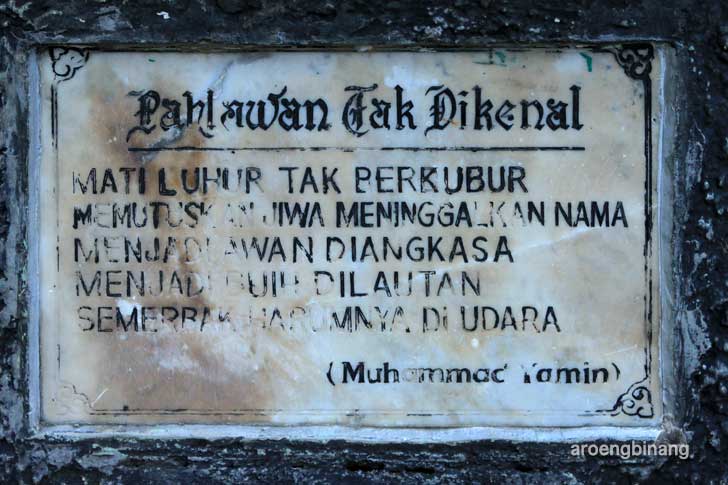 Pahlawan Tak Dikenal
MATI LUHUR TAK BERKUBUR
MEMUTUSKAN JIWA MENINGGALKAN NAMA
MENJADI AWAN DIANGKASA
MENJADI BUIH DILAUTAN
SEMERBAK HARUMNYA DI UDARA
(Muhammad Yamin)
aroengbinang